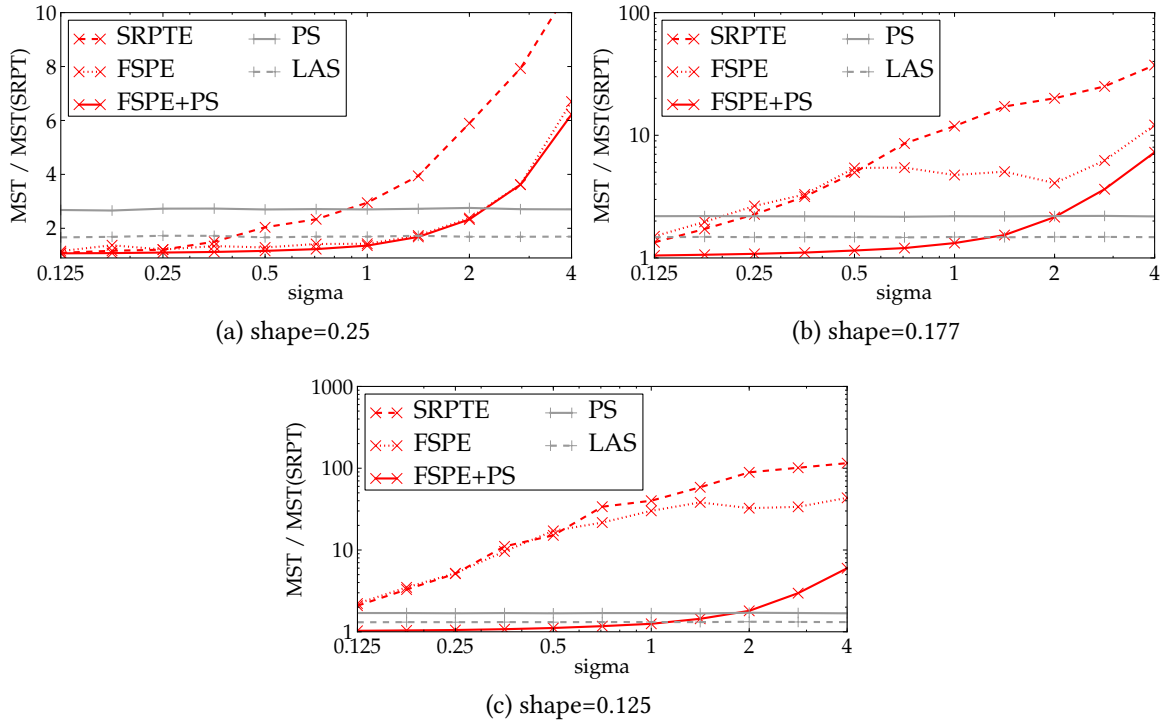 10
8
6
4
2
MST / MST(SRPT)
SRPTE
FSPE
FSPE+PS
PS
LAS
0.125 0.25 0.5 1 2 4
sigma
(a) shape=0.25
100
10
1
MST / MST(SRPT)
SRPTE
FSPE
FSPE+PS
PS
LAS
0.125 0.25 0.5 1 2 4
sigma
(b) shape=0.177
1000
100
10
1
MST / MST(SRPT)
SRPTE
FSPE
FSPE+PS
PS
LAS
0.125 0.25 0.5 1 2 4
sigma
(c) shape=0.125